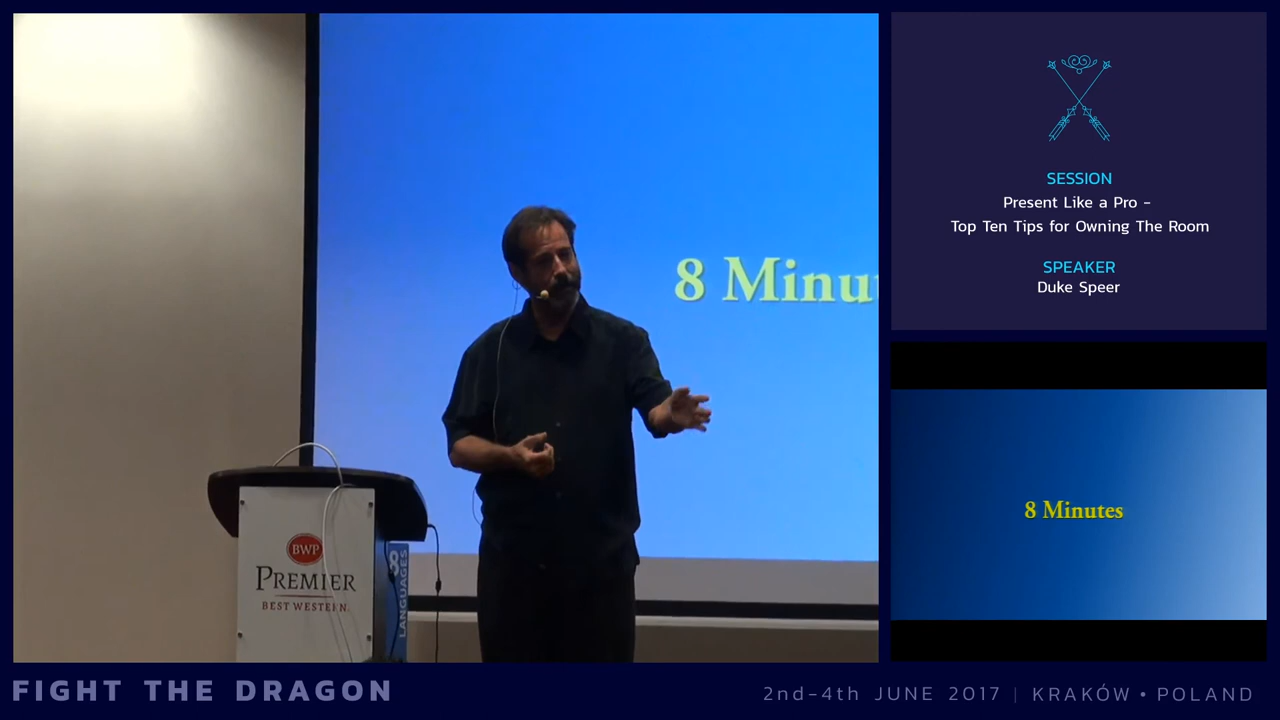 8 Minu
BWP
PREMIER
BEST WESTERN
LANGUAGES
SESSION
Present Like a Pro -
Top Ten Tips for Owning The Room
SPEAKER
Duke Speer
8 Minutes
FIGHT THE DRAGON
2nd-4th JUNE 2017 | KRAKÓW • POLAND